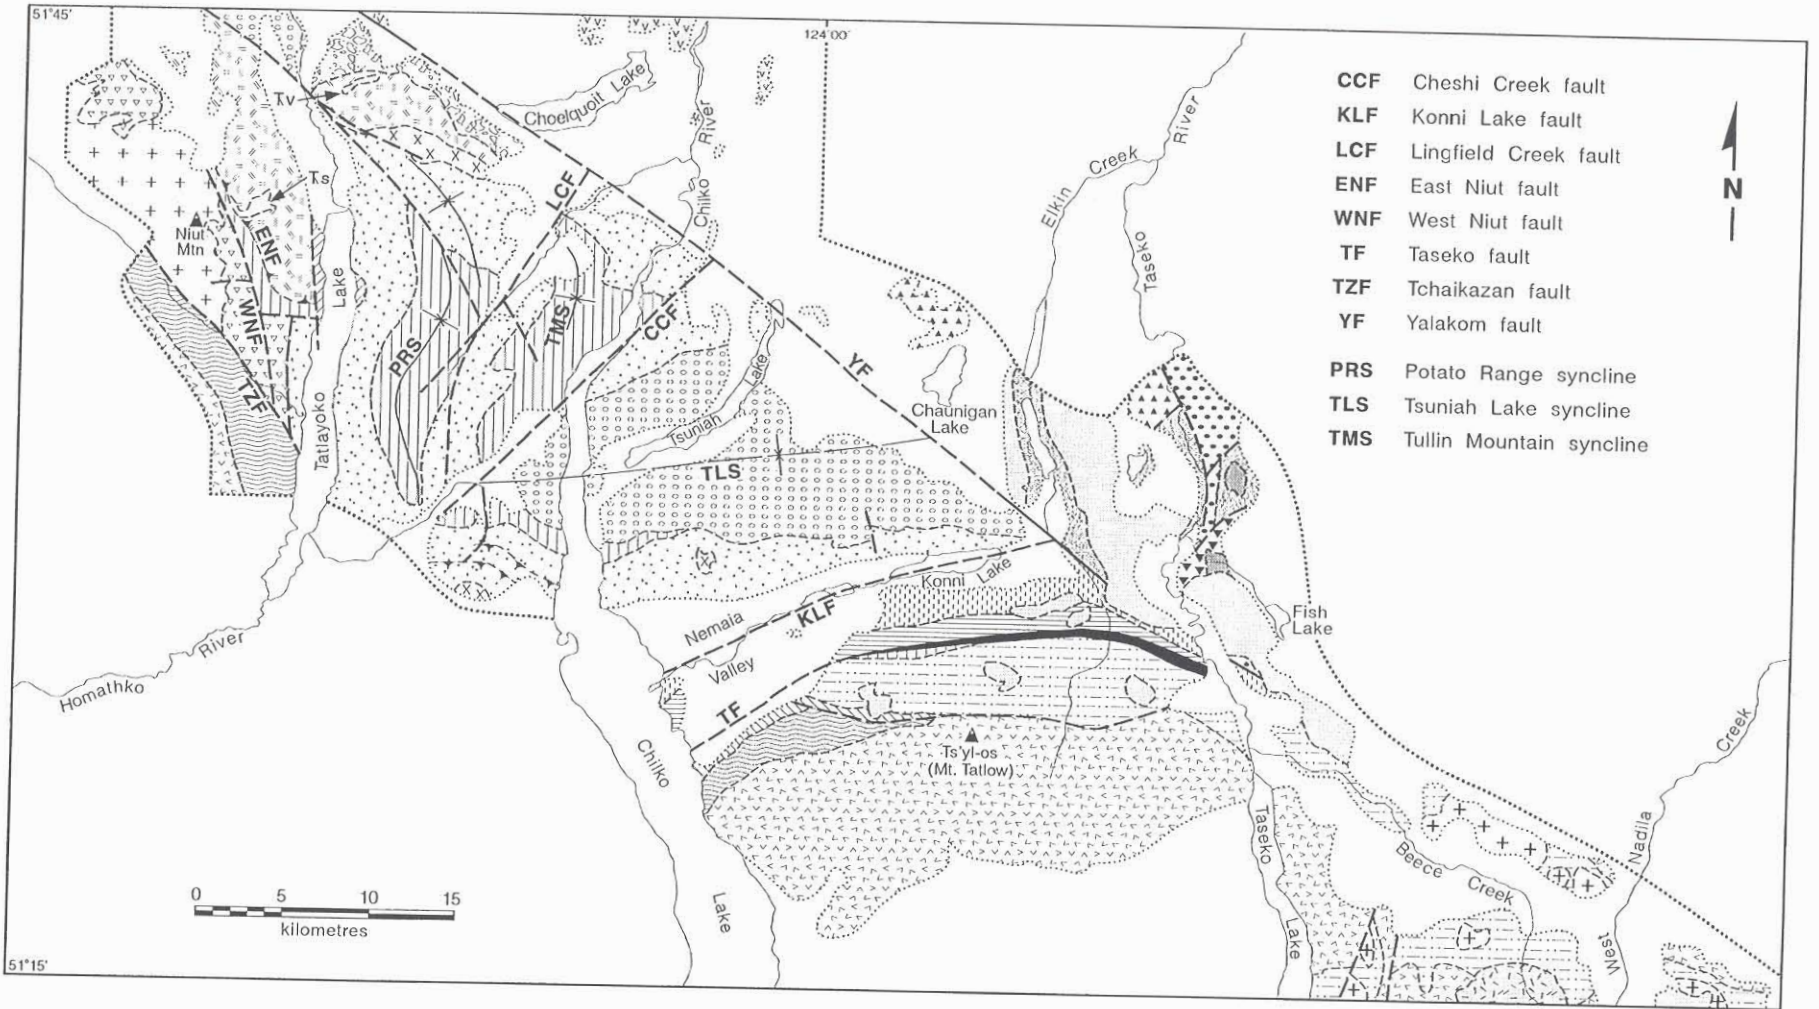 51°45'
124°00'
CCF Cheshi Creek fault
KLF Konni Lake fault
LCF Lingfield Creek fault
ENF East Niut fault
WNF West Niut fault
TF Taseko fault
TZF Tchaikazan fault
YF Yalakom fault
PRS Potato Range syncline
TLS Tsuniah Lake syncline
TMS Tullin Mountain syncline
N
Tv
Choelquoit Lake
River
Chilko
Elkin Creek
River
Taseko
Ts
LCF
Niut
Mtn
ENF
Lake
WNF
TMS
CCF
PRS
TZF
Tatlayoko
YF
Lake
Tsuniah
Chaunigan
Lake
TLS
Konni Lake
KLF
Nemaia
Valley
Fish
Lake
River
Homathko
TF
Ts'yl-os
(Mt. Tatlow)
Chilko
Lake
Creek
Nadila
West
Taseko
Lake
Beece
Creek
0 5 10 15
kilometres
51°15'